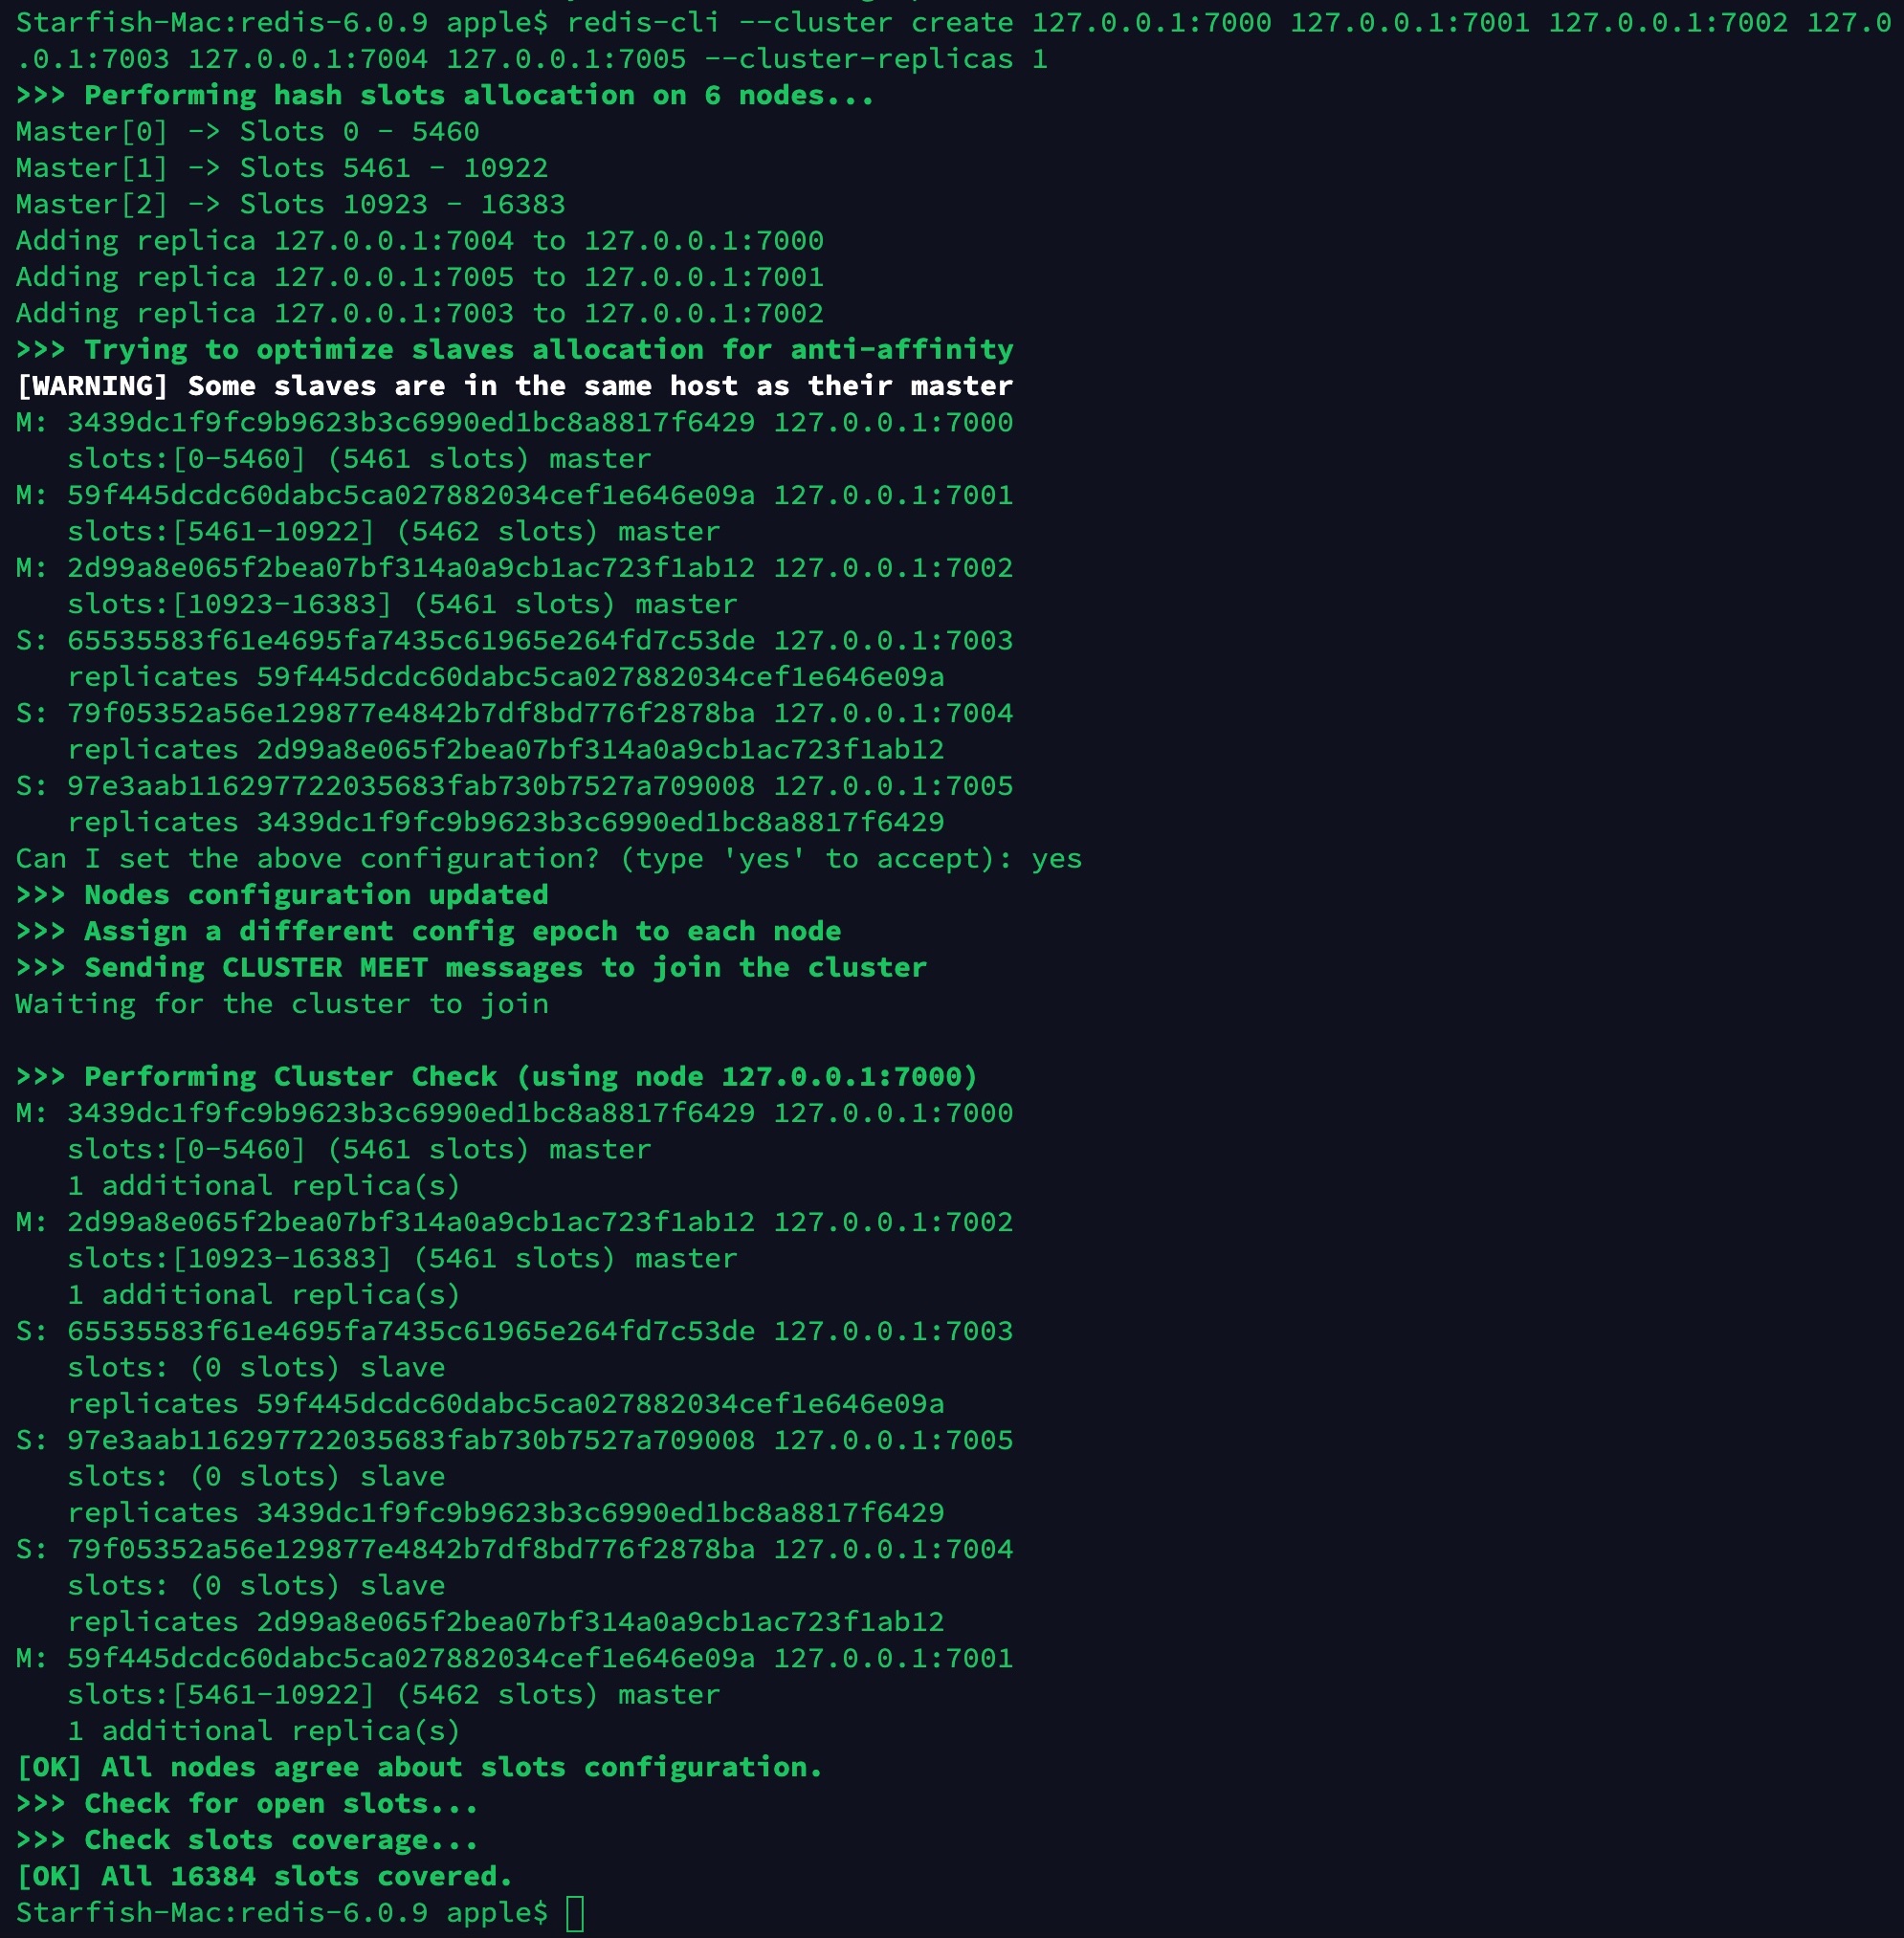 Starfish-Mac:redis-6.0.9 apple$ redis-cli --cluster create 127.0.0.1:7000 127.0.0.1:7001 127.0.0.1:7002 127.0
.0.1:7003 127.0.0.1:7004 127.0.0.1:7005 --cluster-replicas 1
>>> Performing hash slots allocation on 6 nodes...
Master[0] -> Slots 0 - 5460
Master[1] -> Slots 5461 - 10922
Master[2] -> Slots 10923 - 16383
Adding replica 127.0.0.1:7004 to 127.0.0.1:7000
Adding replica 127.0.0.1:7005 to 127.0.0.1:7001
Adding replica 127.0.0.1:7003 to 127.0.0.1:7002
>>> Trying to optimize slaves allocation for anti-affinity
[WARNING] Some slaves are in the same host as their master
M: 3439dc1f9fc9b9623b3c6990ed1bc8a8817f6429 127.0.0.1:7000
   slots:[0-5460] (5461 slots) master
M: 59f445dcdc60dabc5ca027882034cef1e646e09a 127.0.0.1:7001
   slots:[5461-10922] (5462 slots) master
M: 2d99a8e065f2bea07bf314a0a9cb1ac723f1ab12 127.0.0.1:7002
   slots:[10923-16383] (5461 slots) master
S: 65535583f61e4695fa7435c61965e264fd7c53de 127.0.0.1:7003
   replicates 59f445dcdc60dabc5ca027882034cef1e646e09a
S: 79f05352a56e129877e4842b7df8bd776f2878ba 127.0.0.1:7004
   replicates 2d99a8e065f2bea07bf314a0a9cb1ac723f1ab12
S: 97e3aab116297722035683fab730b7527a709008 127.0.0.1:7005
   replicates 3439dc1f9fc9b9623b3c6990ed1bc8a8817f6429
Can I set the above configuration? (type 'yes' to accept): yes
>>> Nodes configuration updated
>>> Assign a different config epoch to each node
>>> Sending CLUSTER MEET messages to join the cluster
Waiting for the cluster to join

>>> Performing Cluster Check (using node 127.0.0.1:7000)
M: 3439dc1f9fc9b9623b3c6990ed1bc8a8817f6429 127.0.0.1:7000
   slots:[0-5460] (5461 slots) master
   1 additional replica(s)
M: 2d99a8e065f2bea07bf314a0a9cb1ac723f1ab12 127.0.0.1:7002
   slots:[10923-16383] (5461 slots) master
   1 additional replica(s)
S: 65535583f61e4695fa7435c61965e264fd7c53de 127.0.0.1:7003
   slots: (0 slots) slave
   replicates 59f445dcdc60dabc5ca027882034cef1e646e09a
S: 97e3aab116297722035683fab730b7527a709008 127.0.0.1:7005
   slots: (0 slots) slave
   replicates 3439dc1f9fc9b9623b3c6990ed1bc8a8817f6429
S: 79f05352a56e129877e4842b7df8bd776f2878ba 127.0.0.1:7004
   slots: (0 slots) slave
   replicates 2d99a8e065f2bea07bf314a0a9cb1ac723f1ab12
M: 59f445dcdc60dabc5ca027882034cef1e646e09a 127.0.0.1:7001
   slots:[5461-10922] (5462 slots) master
   1 additional replica(s)
[OK] All nodes agree about slots configuration.
>>> Check for open slots...
>>> Check slots coverage...
[OK] All 16384 slots covered.
Starfish-Mac:redis-6.0.9 apple$